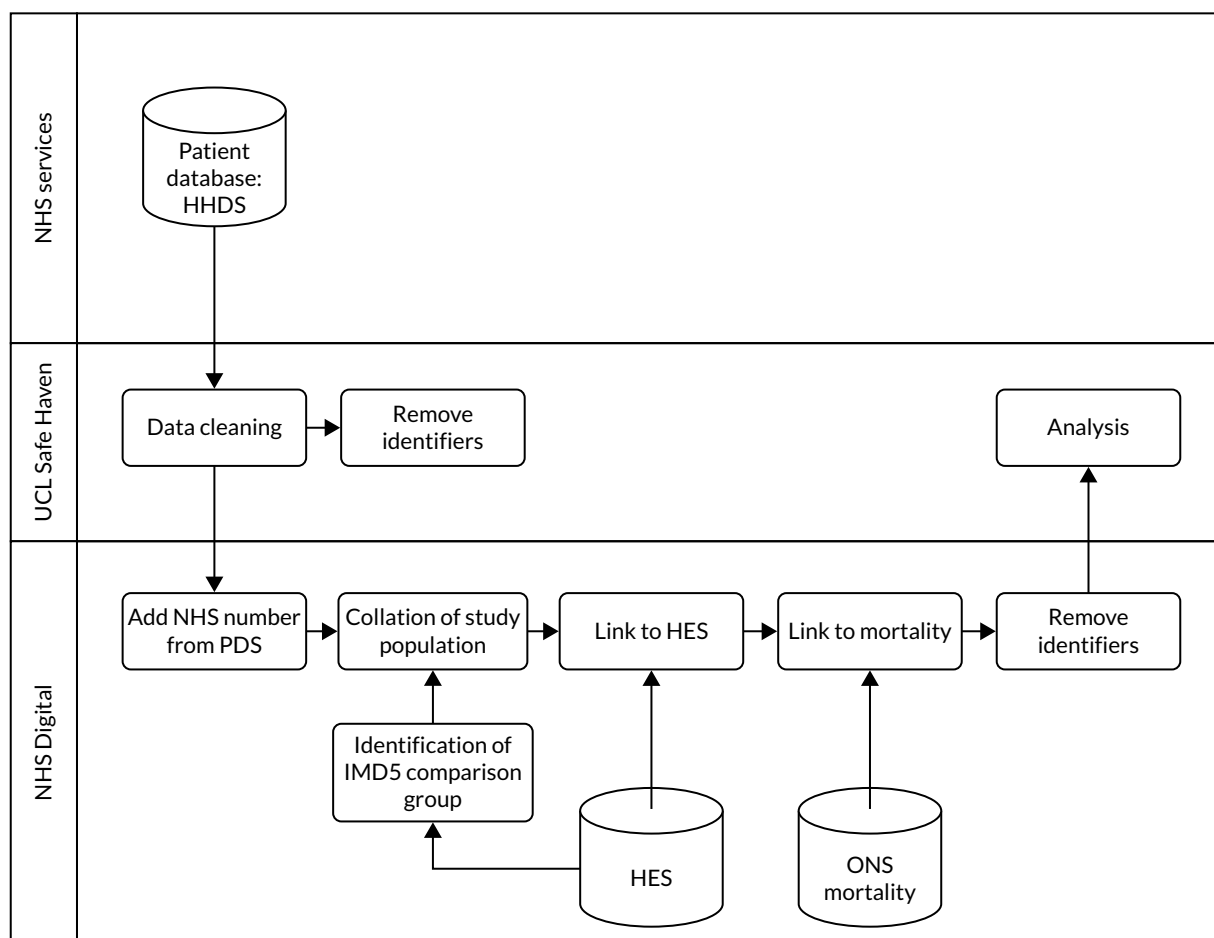 NHS services
Patient
database:
HHDS
UCL Safe Haven
Data cleaning
Remove
identifiers
Analysis
NHS Digital
Add NHS number
from PDS
Collation of study
population
Link to HES
Link to mortality
Remove
identifiers
Identification of
IMD5 comparison
group
HES
ONS
mortality